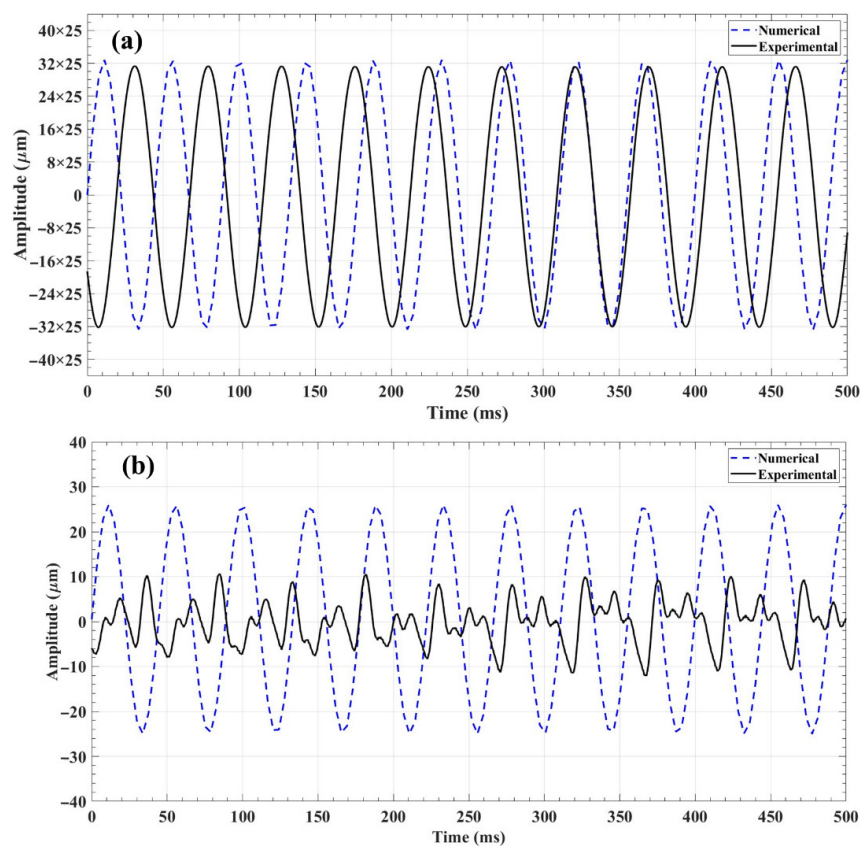 (a)
Numerical
Experimental
40×25
32×25
24×25
16×25
8×25
0
−8×25
−16×25
−24×25
−32×25
−40×25
Amplitude (μm)
0 50 100 150 200 250 300 350 400 450 500
Time (ms)
(b)
Numerical
Experimental
40
30
20
10
0
−10
−20
−30
−40
Amplitude (μm)
0 50 100 150 200 250 300 350 400 450 500
Time (ms)